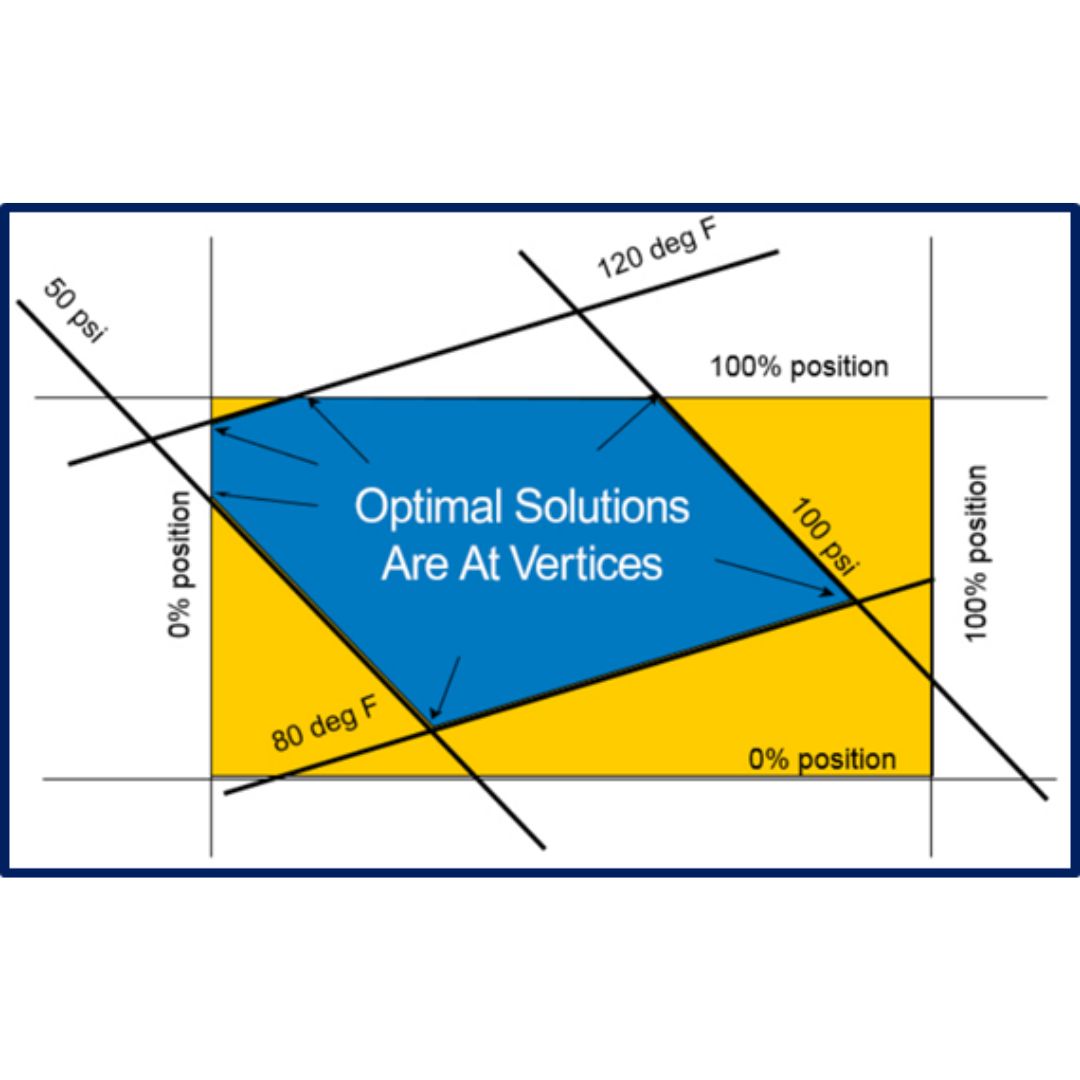 120 deg F
50 psi
100% position
Optimal Solutions
Are At Vertices
100 psi
0% position
100% position
80 deg F
0% position